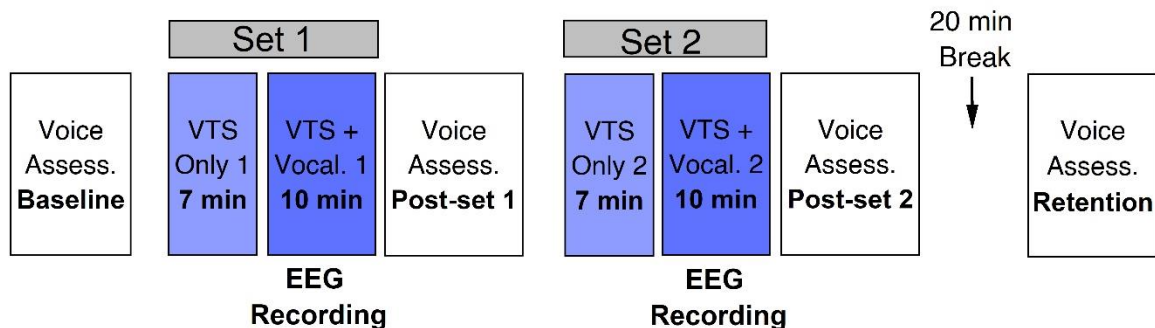 Set 1
Set 2
20 min
Break
Voice
Assess.
Baseline
VTS
Only 1
7 min
VTS +
Vocal. 1
10 min
Voice
Assess.
Post-set 1
VTS
Only 2
7 min
VTS +
Vocal. 2
10 min
Voice
Assess.
Post-set 2
Voice
Assess.
Retention
EEG
Recording
EEG
Recording